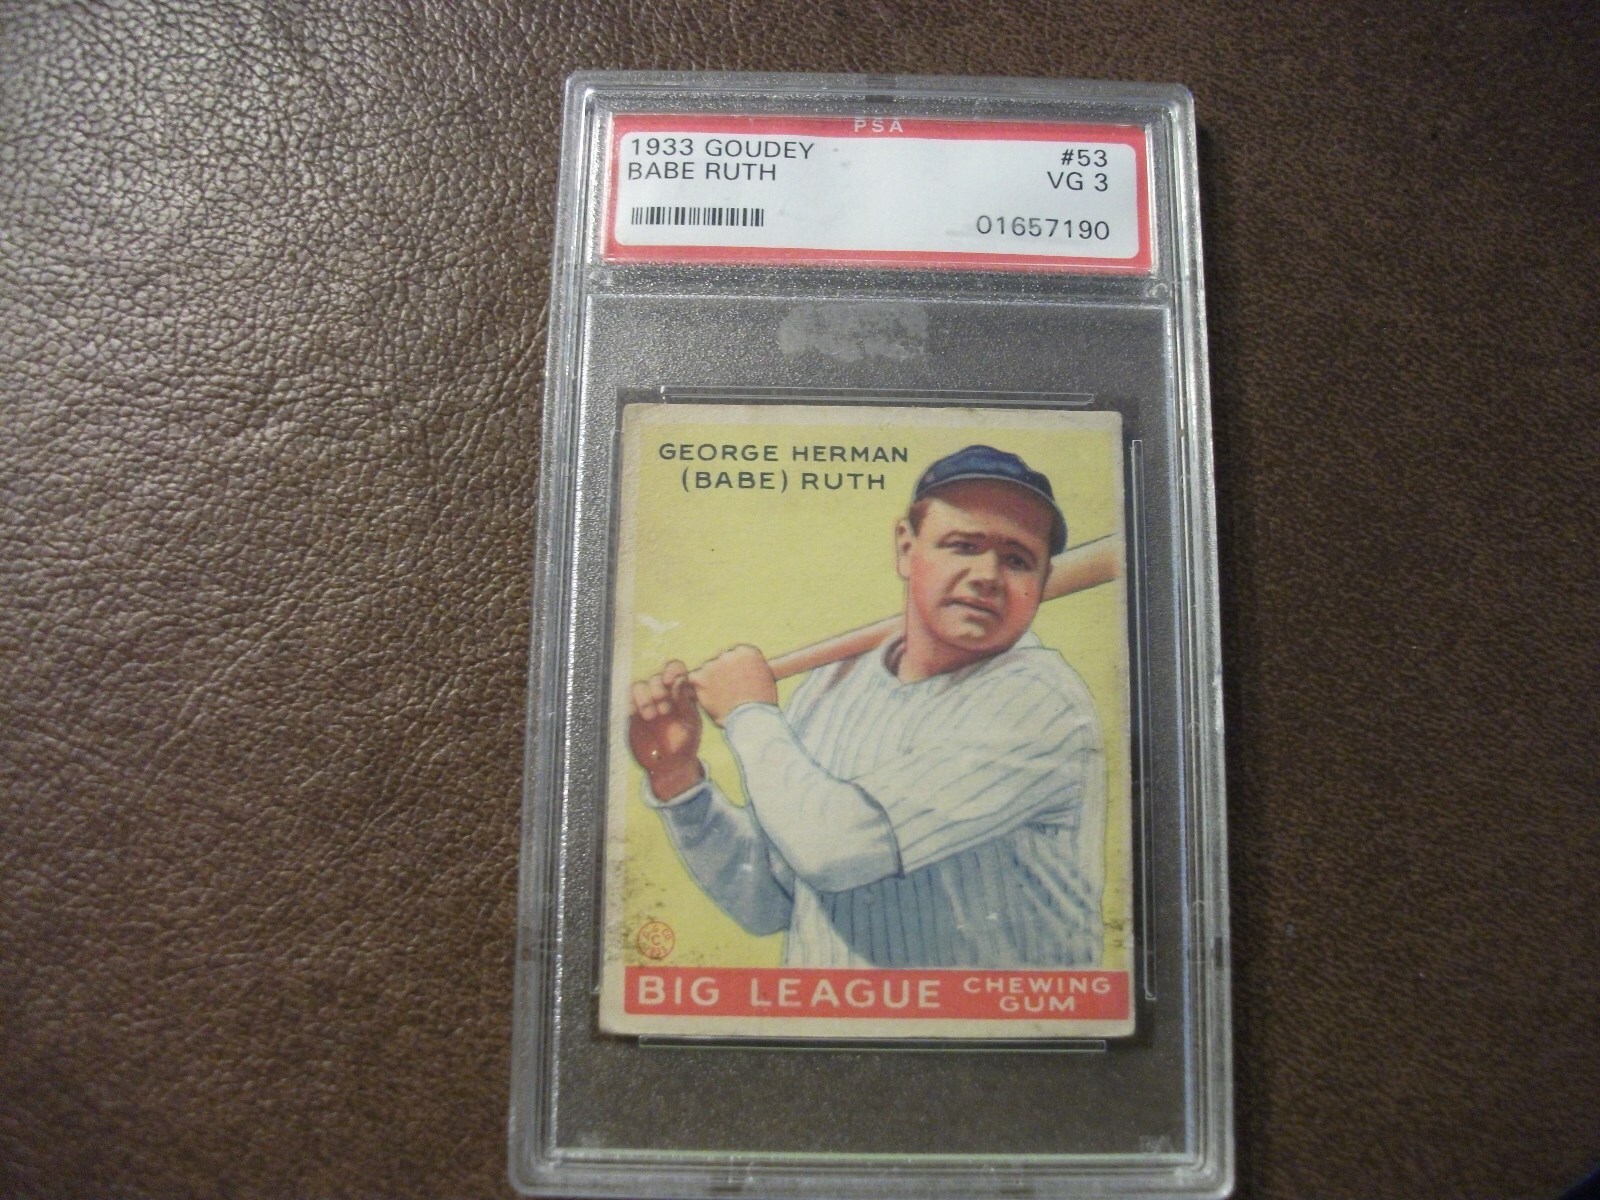 PSA
1933 GOUDEY #53
BABE RUTH VG 3
01657190
GEORGE HERMAN
(BABE) RUTH
BIG LEAGUE CHEWING
GUM